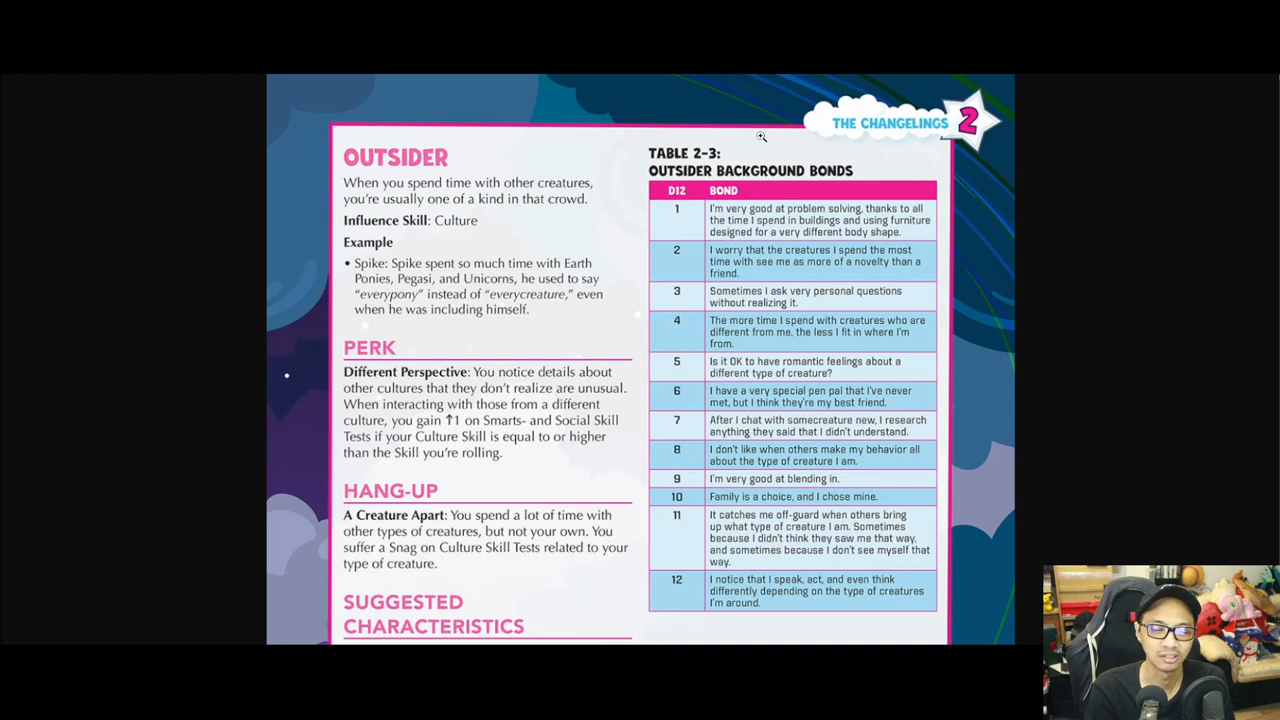 THE CHANGELINGS 2
OUTSIDER
When you spend time with other creatures,
you're usually one of a kind in that crowd.
Influence Skill: Culture
Example
• Spike: Spike spent so much time with Earth
Ponies, Pegasi, and Unicorns, he used to say
“everypony” instead of “everycreature,” even
when he was including himself.
PERK
Different Perspective: You notice details about
other cultures that they don't realize are unusual.
When interacting with those from a different
culture, you gain ↑1 on Smarts- and Social Skill
Tests if your Culture Skill is equal to or higher
than the Skill you're rolling.
HANG-UP
A Creature Apart: You spend a lot of time with
other types of creatures, but not your own. You
suffer a Snag on Culture Skill Tests related to your
type of creature.
SUGGESTED
CHARACTERISTICS
TABLE 2-3:
OUTSIDER BACKGROUND BONDS
D12 BOND
1 I'm very good at problem solving, thanks to all
the time I spend in buildings and using furniture
designed for a very different body shape.
2 I worry that the creatures I spend the most
time with see me as more of a novelty than a
friend.
3 Sometimes I ask very personal questions
without realizing it.
4 The more time I spend with creatures who are
different from me, the less I fit in where I'm
from.
5 Is it OK to have romantic feelings about a
different type of creature?
6 I have a very special pen pal that I've never
met, but I think they're my best friend.
7 After I chat with somecreature new, I research
anything they said that I didn't understand.
8 I don't like when others make my behavior all
about the type of creature I am.
9 I'm very good at blending in.
10 Family is a choice, and I chose mine.
11 It catches me off-guard when others bring
up what type of creature I am. Sometimes
because I didn't think they saw me that way,
and sometimes because I don't see myself that
way.
12 I notice that I speak, act, and even think
differently depending on the type of creatures
I'm around.